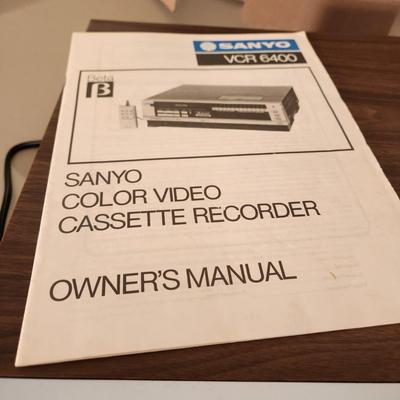 SANYO
VCR 6400
Beta
β
SANYO
COLOR VIDEO
CASSETTE RECORDER
OWNER'S MANUAL